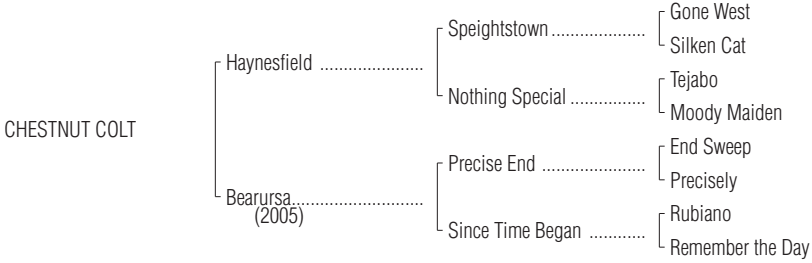 Gone West
Speightstown ....................
Silken Cat
Haynesfield ......................
Tejabo
Nothing Special ................
Moody Maiden
CHESTNUT COLT
End Sweep
Precise End ......................
Precisely
Bearursa............................
(2005)
Rubiano
Since Time Began ............
Remember the Day